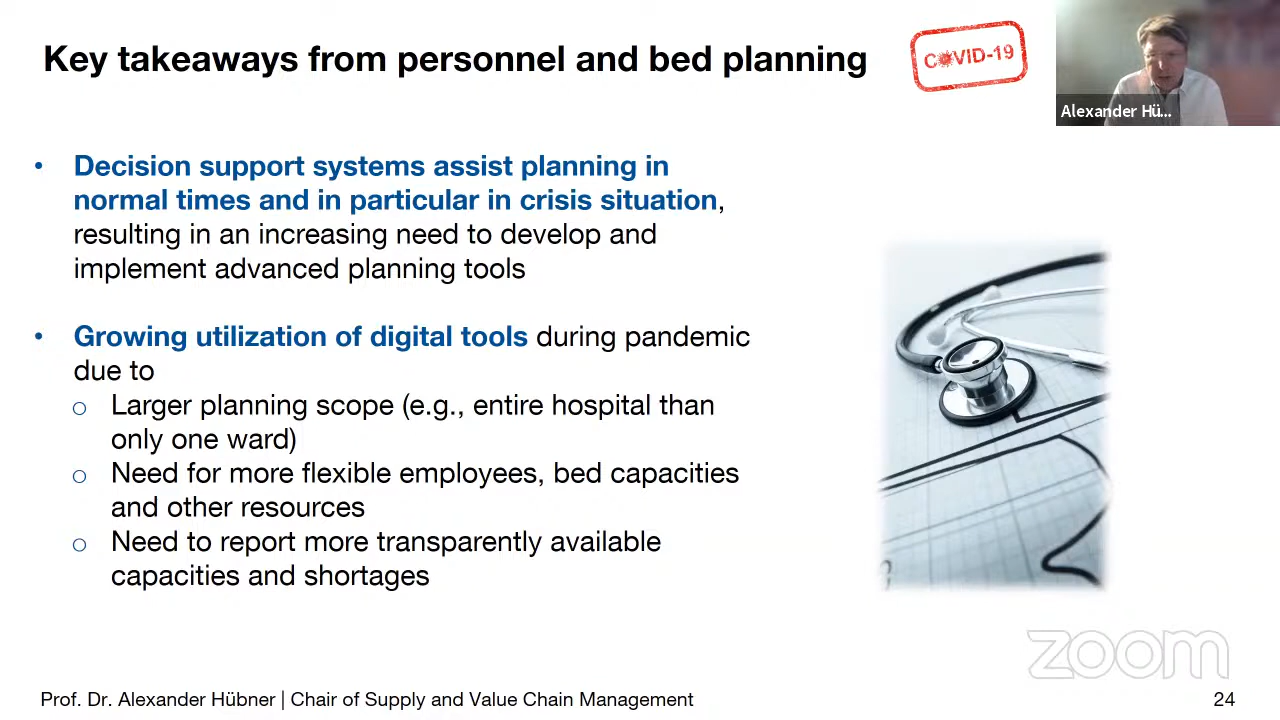 Key takeaways from personnel and bed planning
COVID-19
Alexander Hü...
• Decision support systems assist planning in
normal times and in particular in crisis situation,
resulting in an increasing need to develop and
implement advanced planning tools
• Growing utilization of digital tools during pandemic
due to
o Larger planning scope (e.g., entire hospital than
only one ward)
o Need for more flexible employees, bed capacities
and other resources
o Need to report more transparently available
capacities and shortages
zoom
Prof. Dr. Alexander Hübner | Chair of Supply and Value Chain Management
24